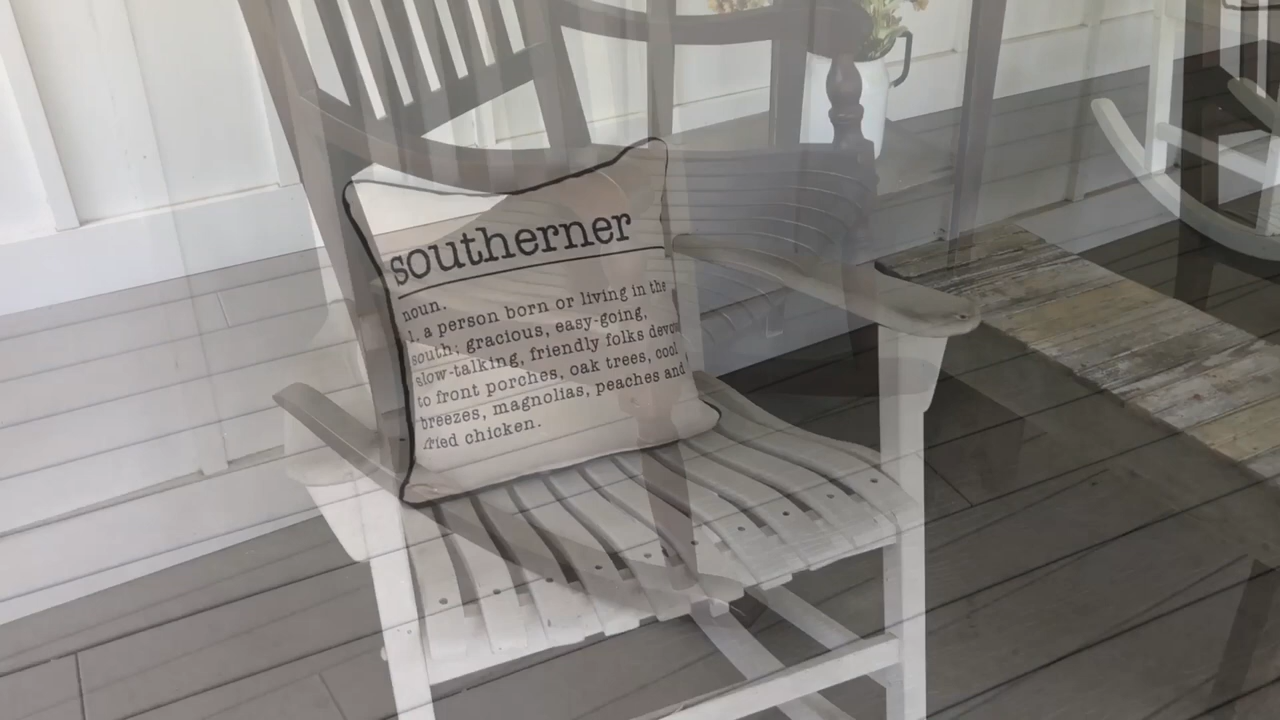 southerner
noun.
1. a person born or living in the
south; gracious, easy-going,
slow-talking, friendly folks
to front porches, oak trees, cool
breezes, magnolias, peaches and
fried chicken.